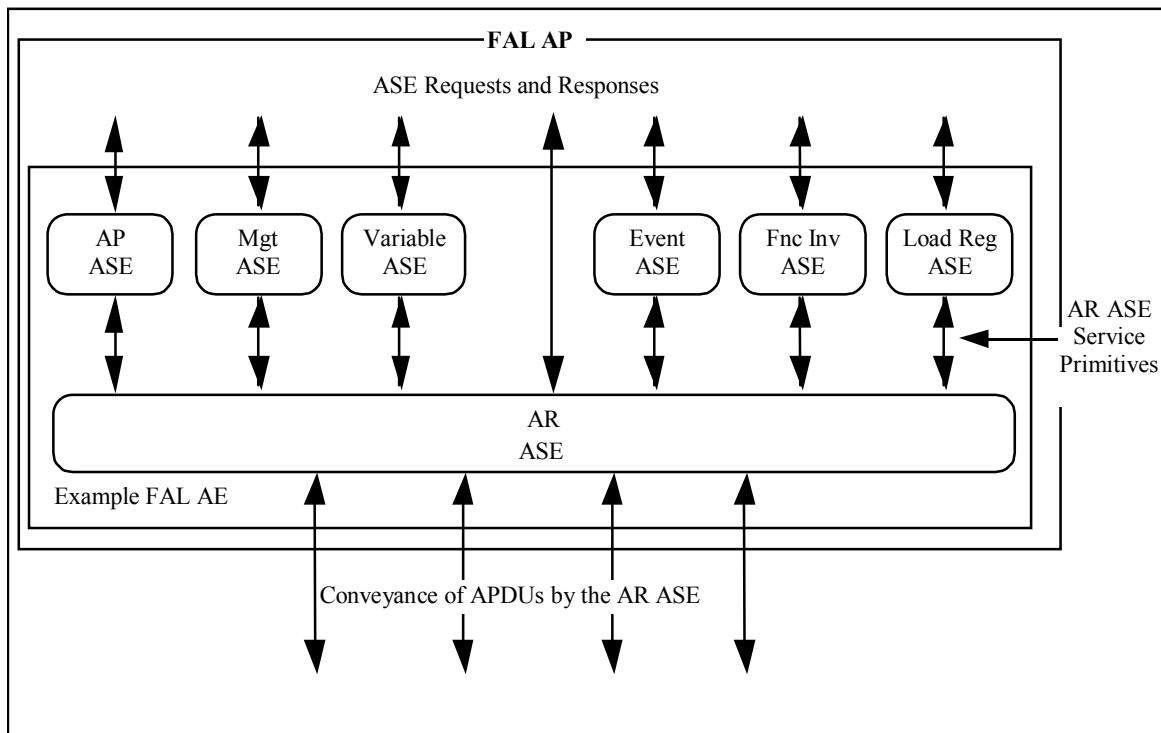 FAL AP
ASE Requests and Responses
AP
ASE
Mgt
ASE
Variable
ASE
Event
ASE
Fnc Inv
ASE
Load Reg
ASE
AR ASE
Service
Primitives
AR
ASE
Example FAL AE
Conveyance of APDUs by the AR ASE